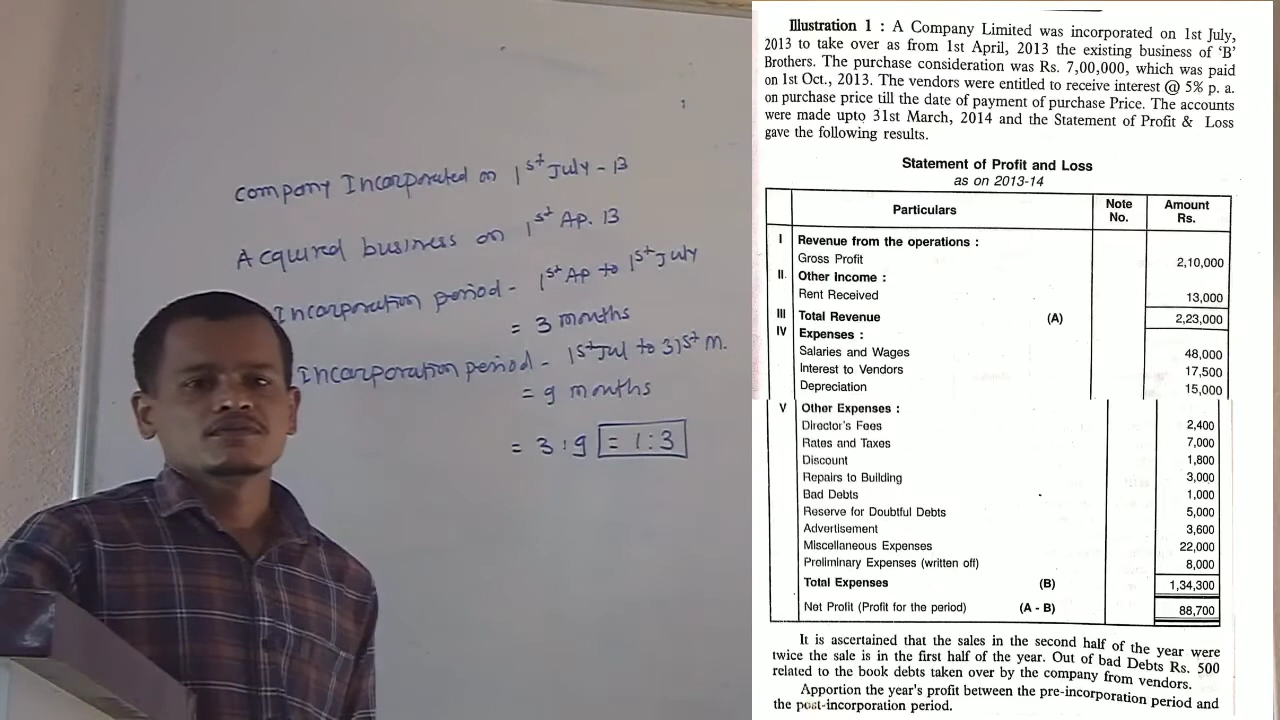 Company Incorporated on 1st July - 13
Acquired business on 1st Ap. 13
Incorporation period - 1st Ap to 1st July
= 3 months
Incorporation period - 1st Jul to 31st M.
= 9 months
= 3 : 9 = 1 : 3
Illustration 1 : A Company Limited was incorporated on 1st July,
2013 to take over as from 1st April, 2013 the existing business of ‘B’
Brothers. The purchase consideration was Rs. 7,00,000, which was paid
on 1st Oct., 2013. The vendors were entitled to receive interest @ 5% p. a.
on purchase price till the date of payment of purchase Price. The accounts
were made upto 31st March, 2014 and the Statement of Profit & Loss
gave the following results.
Statement of Profit and Loss
as on 2013-14
Particulars Note No. Amount Rs.
I Revenue from the operations :
Gross Profit 2,10,000
II. Other Income :
Rent Received 13,000
III Total Revenue (A) 2,23,000
IV Expenses :
Salaries and Wages 48,000
Interest to Vendors 17,500
Depreciation 15,000
V Other Expenses :
Director's Fees 2,400
Rates and Taxes 7,000
Discount 1,800
Repairs to Building 3,000
Bad Debts 1,000
Reserve for Doubtful Debts 5,000
Advertisement 3,600
Miscellaneous Expenses 22,000
Preliminary Expenses (written off) 8,000
Total Expenses (B) 1,34,300
Net Profit (Profit for the period) (A - B) 88,700
It is ascertained that the sales in the second half of the year were
twice the sale is in the first half of the year. Out of bad Debts Rs. 500
related to the book debts taken over by the company from vendors.
Apportion the year's profit between the pre-incorporation period and
the post-incorporation period.